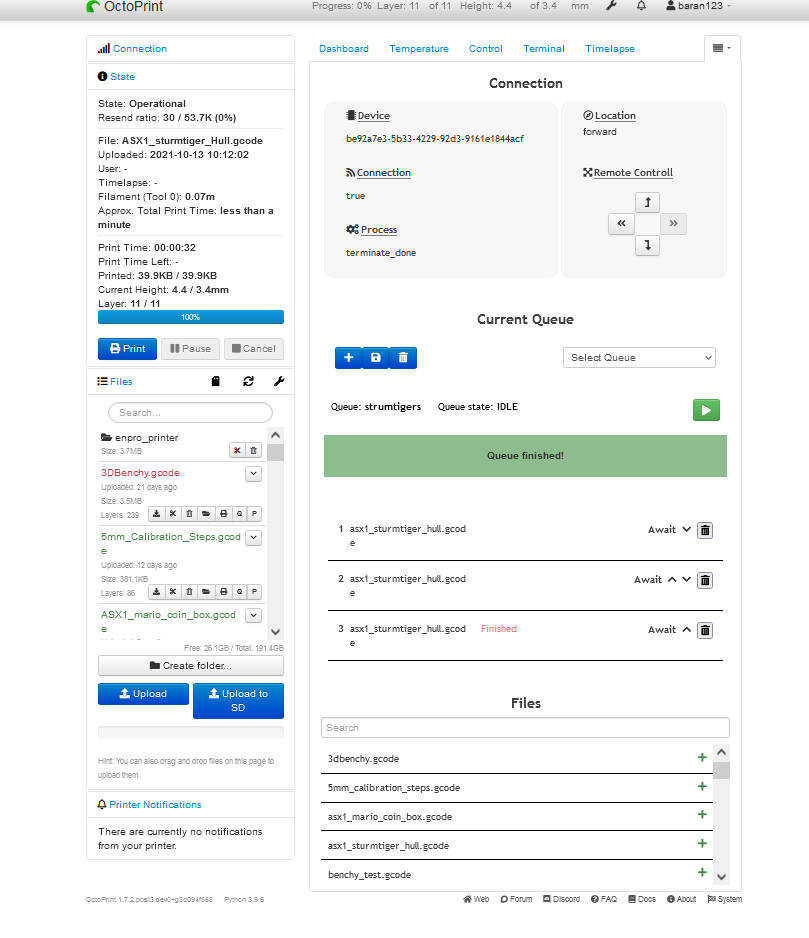 OctoPrint
Progress: 0% Layer: 11 of 11 Height: 4.4 of 3.4 mm
baran123
Connection
State
State: Operational
Resend ratio: 30 / 53.7K (0%)
File: ASX1_sturmtiger_Hull.gcode
Uploaded: 2021-10-13 10:12:02
User: -
Timelapse: -
Filament (Tool 0): 0.07m
Approx. Total Print Time: less than a
minute
Print Time: 00:00:32
Print Time Left: -
Printed: 39.9KB / 39.9KB
Current Height: 4.4 / 3.4mm
Layer: 11 / 11
100%
Print Pause Cancel
Files
Search...
enpro_printer
Size: 3.7MB
3DBenchy.gcode
Uploaded: 21 days ago
Size: 3.5MB
Layers: 239
Q P
5mm_Calibration_Steps.gcod
e
Uploaded: 12 days ago
Size: 381.1KB
Layers: 86
Q P
ASX1_mario_coin_box.gcod
e
Free: 26.1GB / Total: 191.4GB
Create folder...
Upload
Upload to
SD
Hint: You can also drag and drop files on this page to
upload them.
Printer Notifications
There are currently no notifications
from your printer.
Dashboard Temperature Control Terminal Timelapse
Connection
Device
be92a7e3-5b33-4229-92d3-9161e1844acf
Connection
true
Process
terminate_done
Location
forward
Remote Controll
Current Queue
Select Queue
Queue: strumtigers Queue state: IDLE
Queue finished!
1 asx1_sturmtiger_hull.gcod
e
Await
2 asx1_sturmtiger_hull.gcod
e
Await
3 asx1_sturmtiger_hull.gcod
e
Finished
Await
Files
Search
3dbenchy.gcode
5mm_calibration_steps.gcode
asx1_mario_coin_box.gcode
asx1_sturmtiger_hull.gcode
benchy_test.gcode
OctoPrint 1.7.2.post3.dev0+g3c094f558 Python 3.9.6
Web Forum Discord FAQ Docs About System